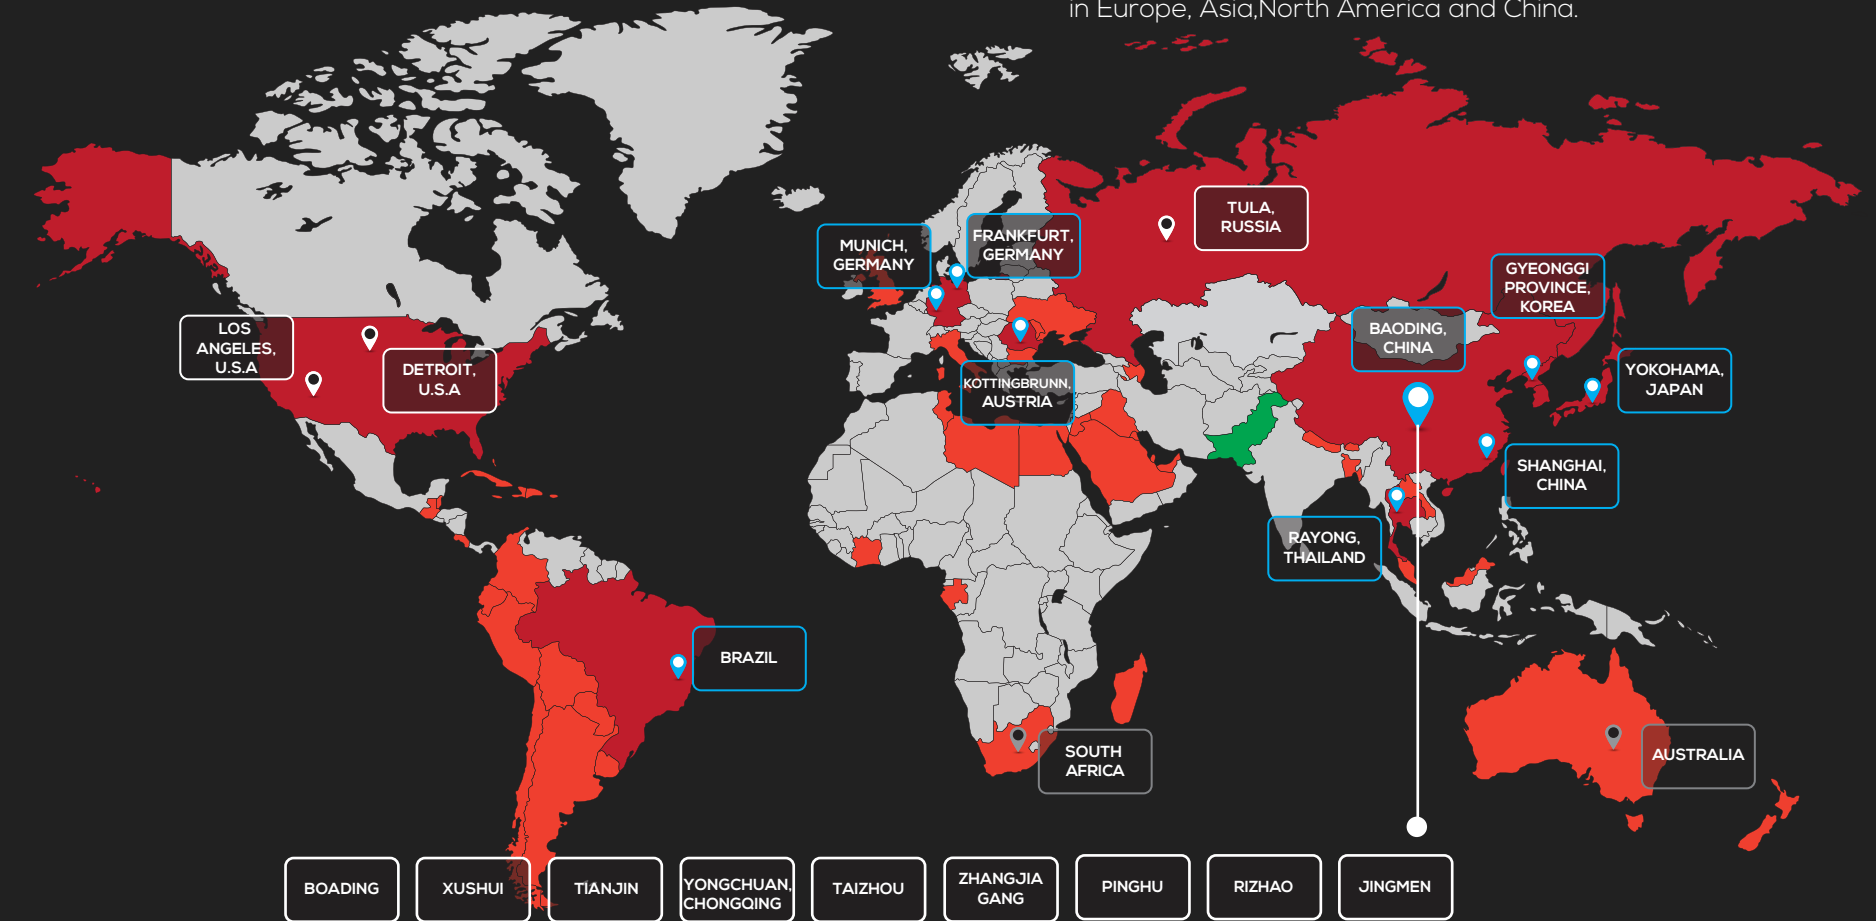 in Europe, Asia,North America and China.
TULA,
RUSSIA
MUNICH,
GERMANY
FRANKFURT,
GERMANY
GYEONGGI
PROVINCE,
KOREA
LOS
ANGELES,
U.S.A
DETROIT,
U.S.A
BAODING,
CHINA
KOTTINGBRUNN,
AUSTRIA
YOKOHAMA,
JAPAN
SHANGHAI,
CHINA
RAYONG,
THAILAND
BRAZIL
SOUTH
AFRICA
AUSTRALIA
BOADING
XUSHUI
TIANJIN
YONGCHUAN,
CHONGQING
TAIZHOU
ZHANGJIA
GANG
PINGHU
RIZHAO
JINGMEN